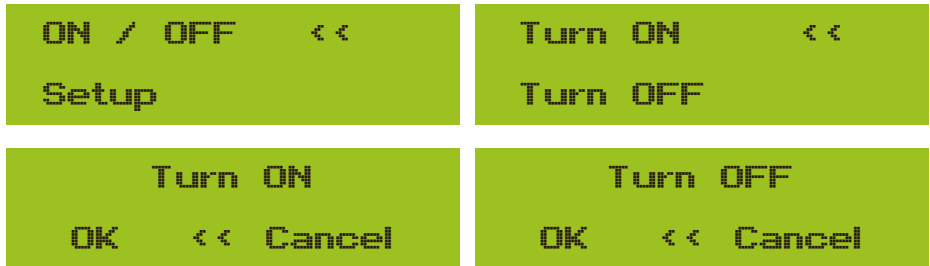 ON / OFF <<
Setup
Turn ON <<
Turn OFF
Turn ON
OK << Cancel
Turn OFF
OK << Cancel